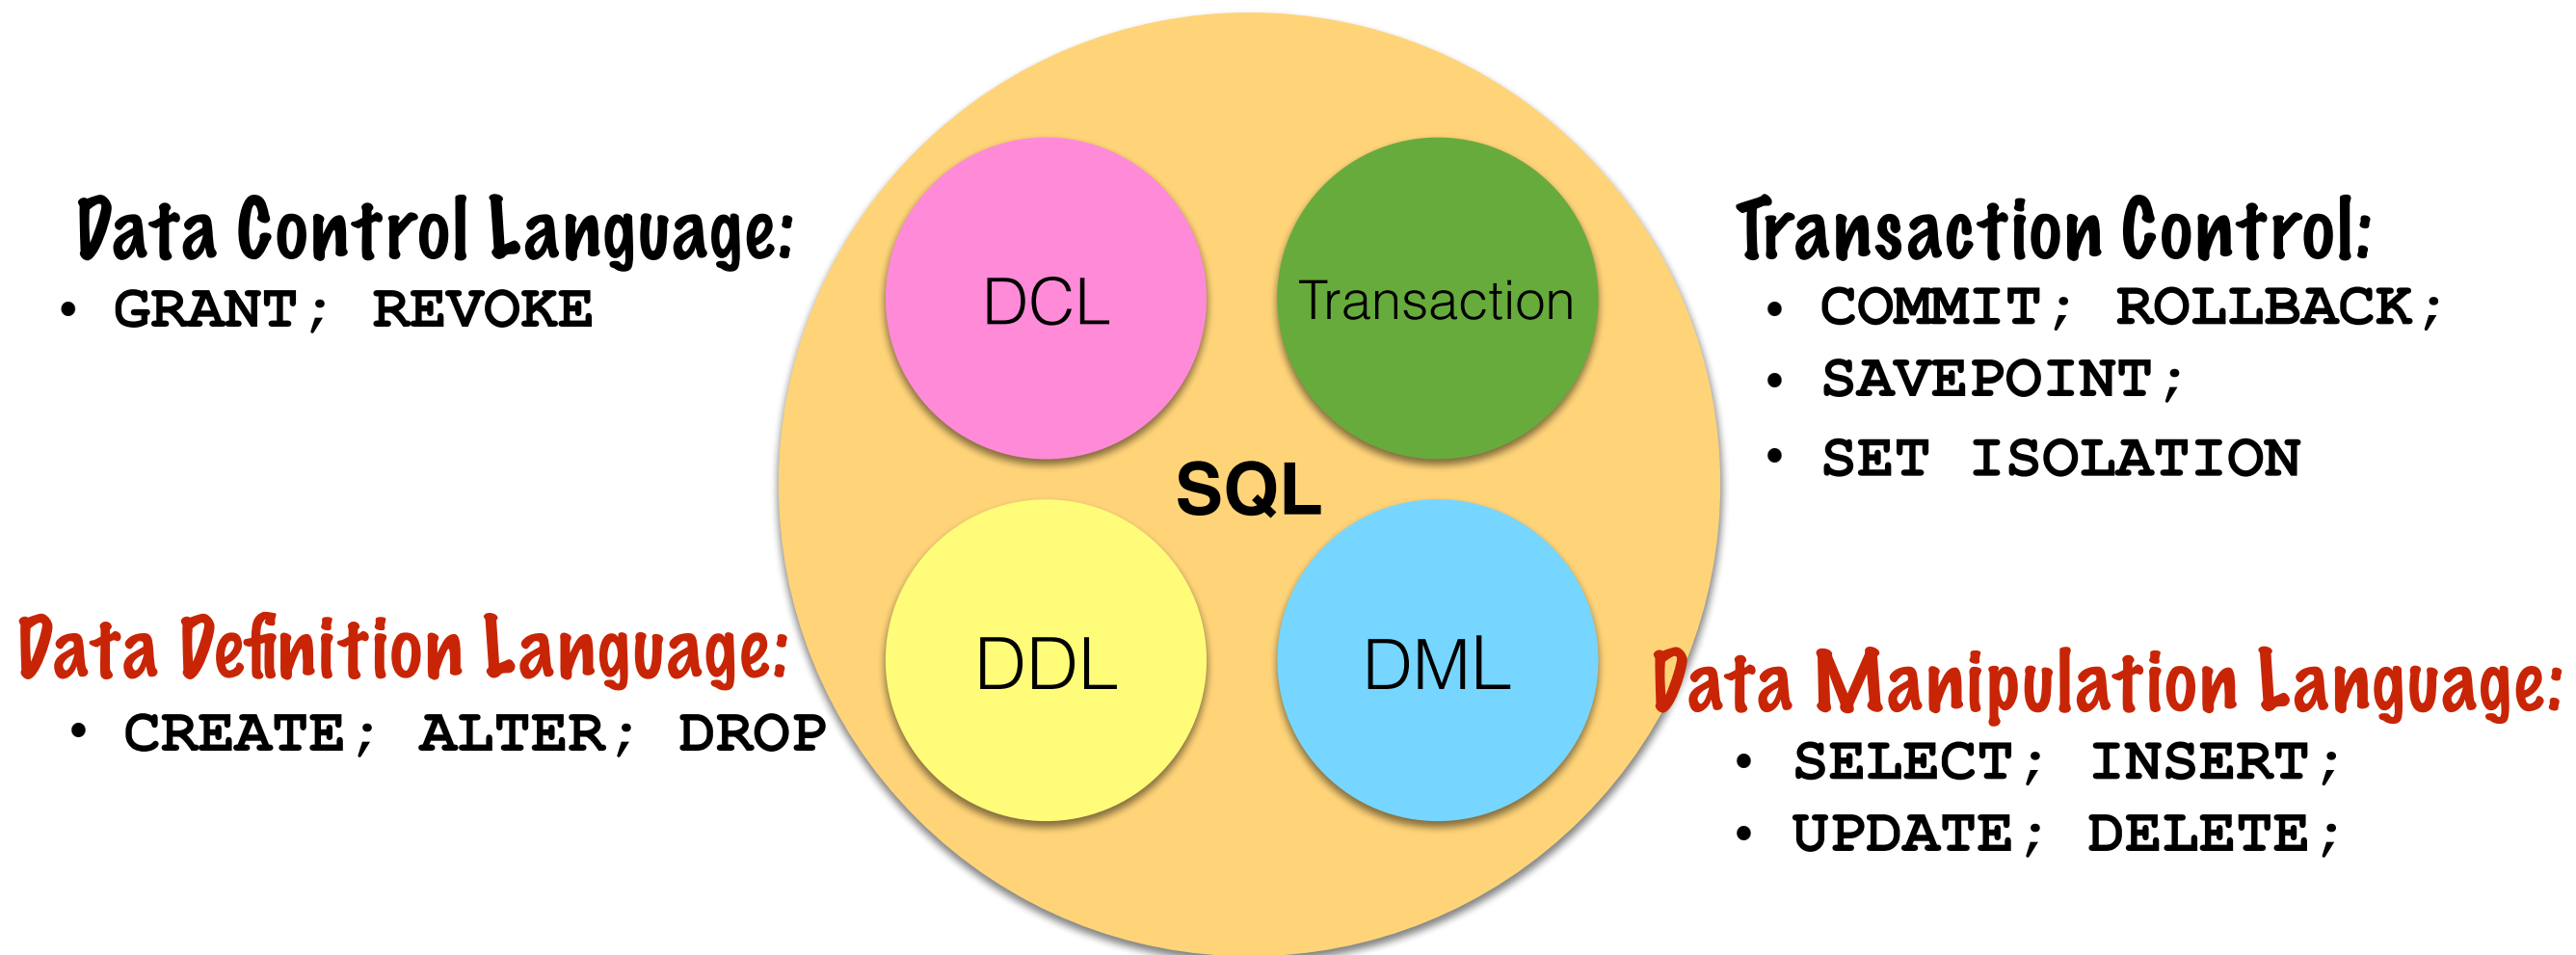 Data Control Language:
• GRANT; REVOKE
DCL
Transaction
Transaction Control:
• COMMIT; ROLLBACK;
• SAVEPOINT;
• SET ISOLATION
SQL
Data Definition Language:
• CREATE; ALTER; DROP
DDL
DML
Data Manipulation Language:
• SELECT; INSERT;
• UPDATE; DELETE;